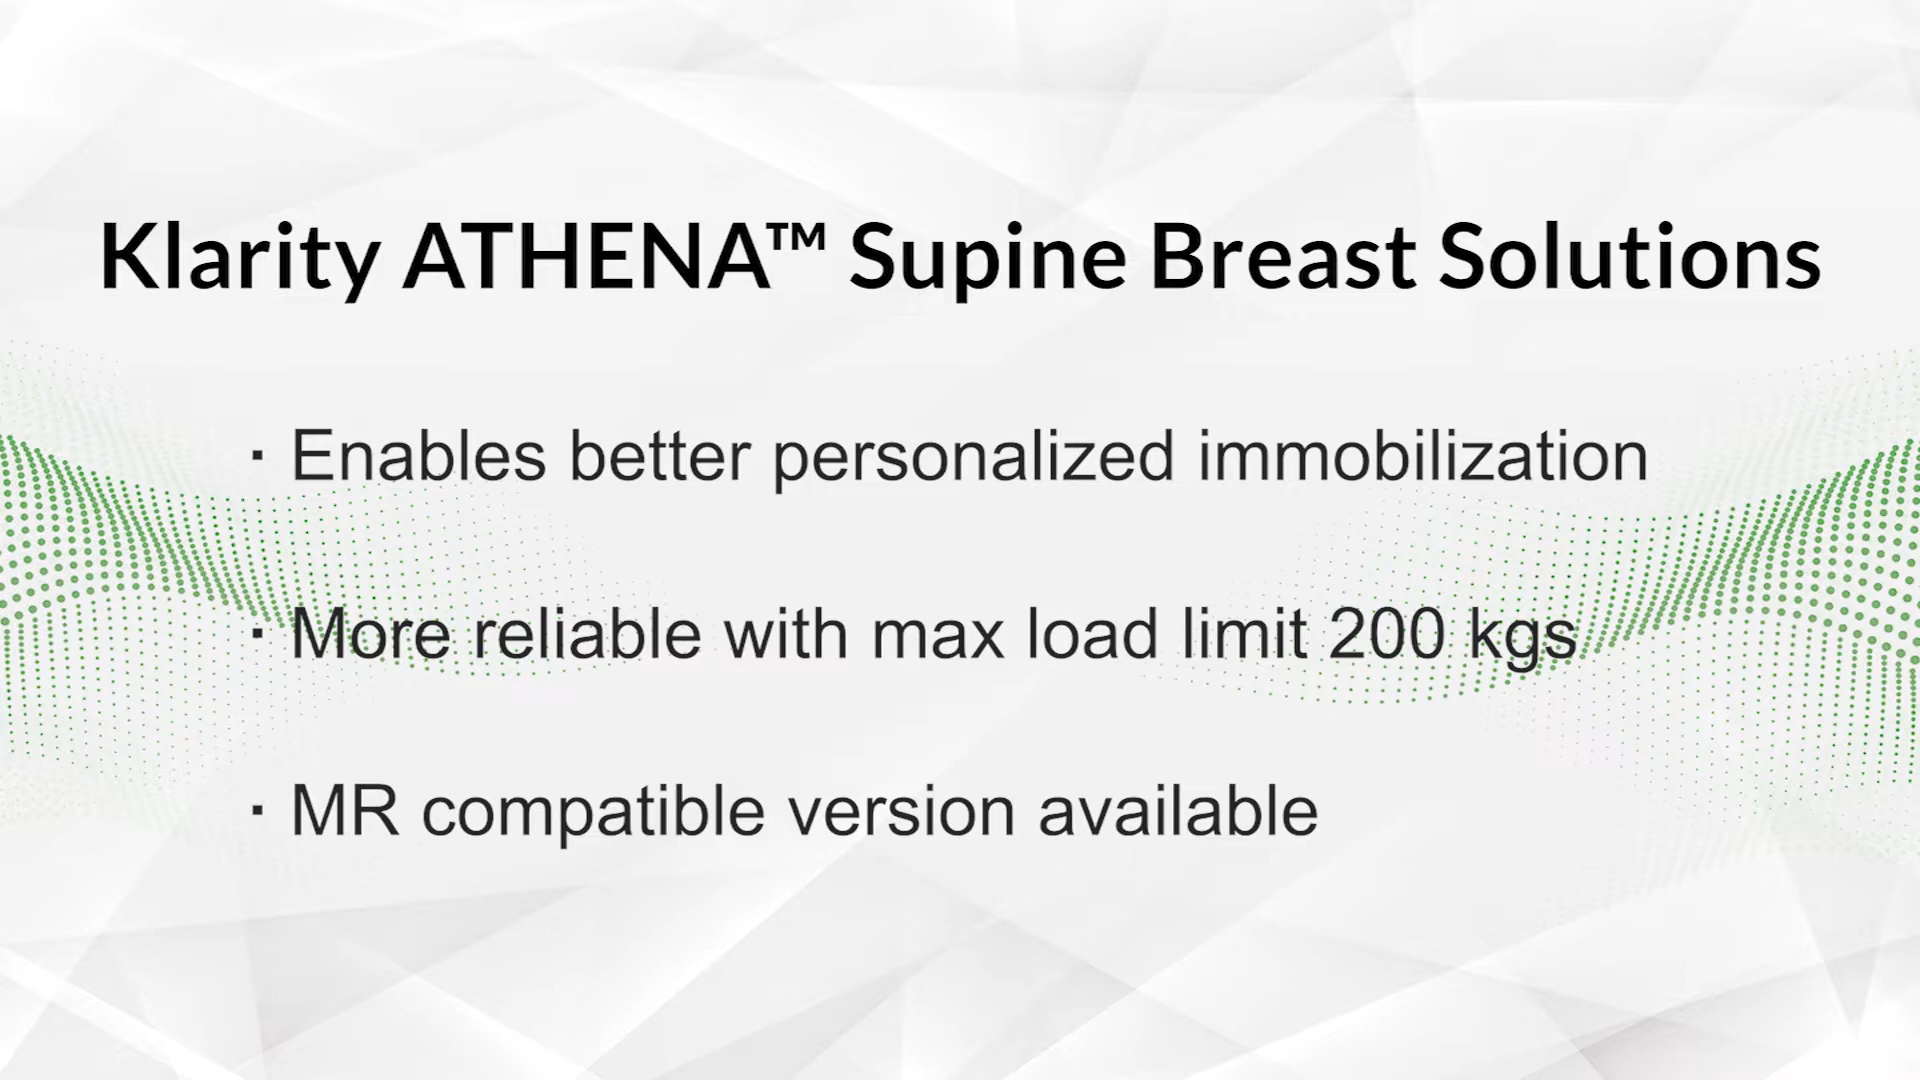 Klarity ATHENA™ Supine Breast Solutions
· Enables better personalized immobilization
· More reliable with max load limit 200 kgs
· MR compatible version available